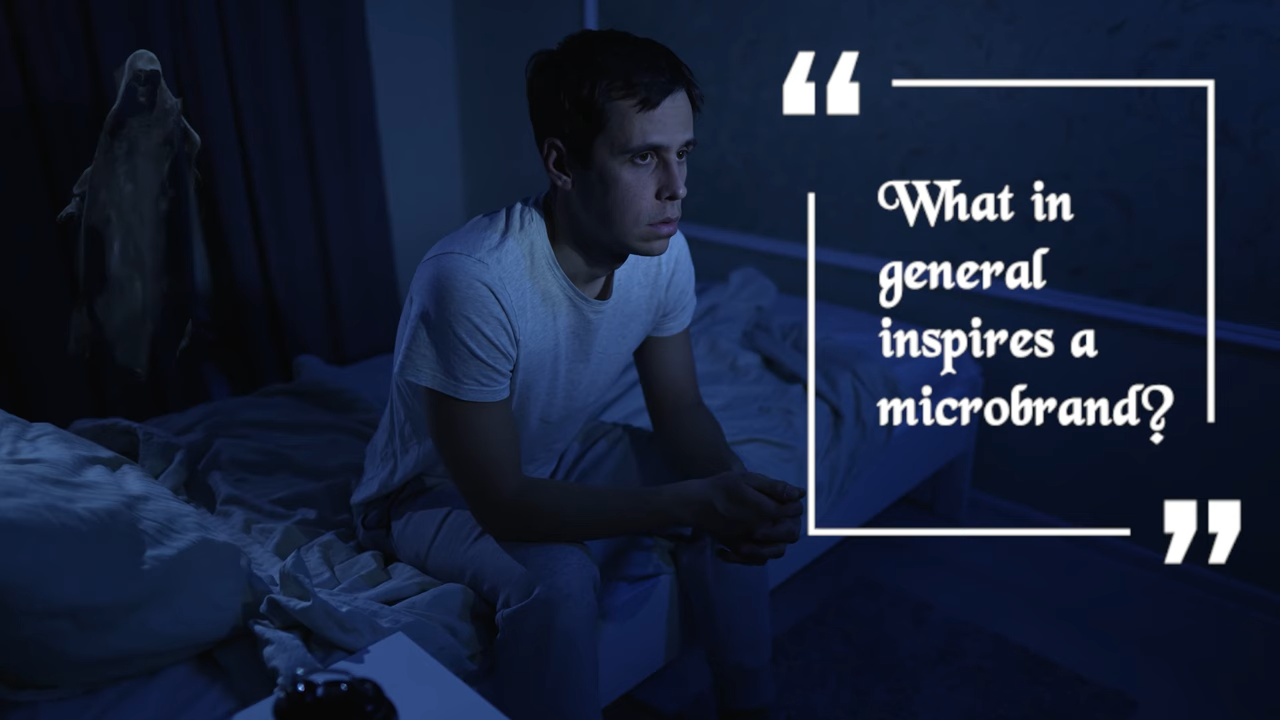 “
What in
general
inspires a
microbrand?
”